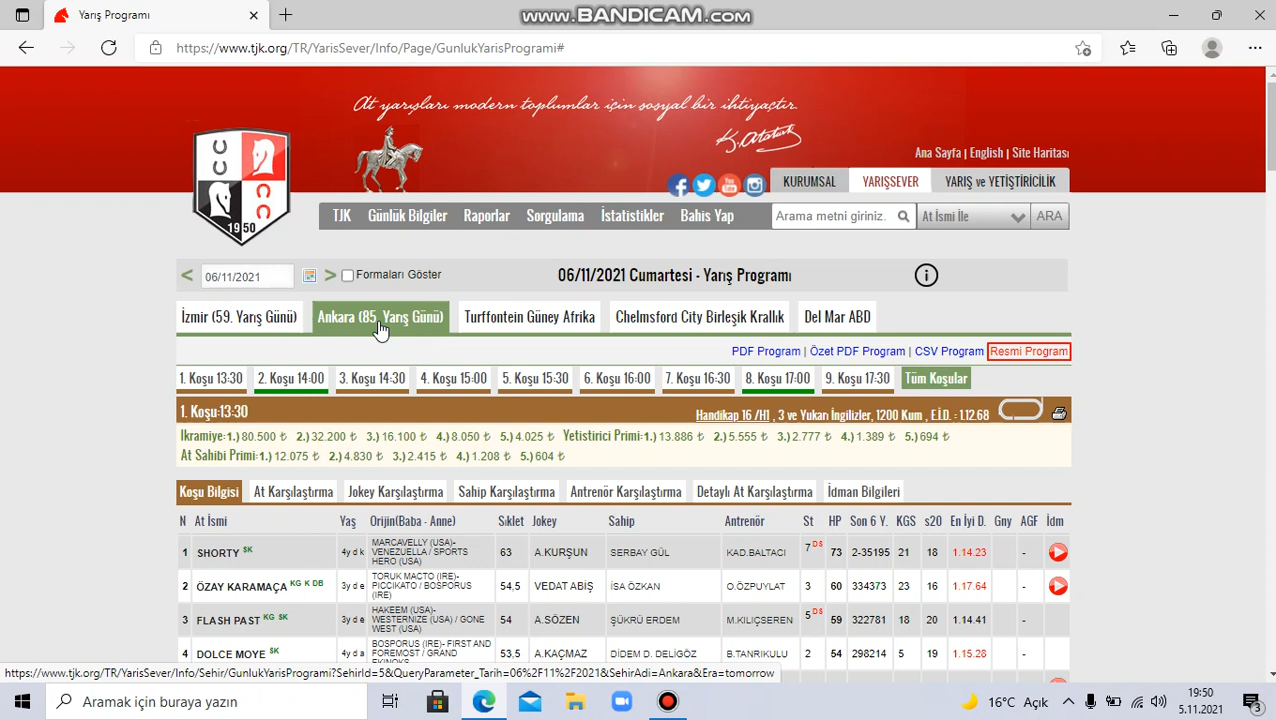 Yarış Programı
www.BANDICAM.com
https://www.tjk.org/TR/YarisSever/Info/Page/GunlukYarisProgrami#
At yarışları modern toplumlar için sosyal bir ihtiyaçtır.
K. Atatürk
Ana Sayfa | English | Site Haritası
1950
KURUMSAL YARIŞSEVER YARIŞ ve YETİŞTİRİCİLİK
TJK Günlük Bilgiler Raporlar Sorgulama İstatistikler Bahis Yap Arama metni giriniz. At İsmi İle ARA
< 06/11/2021 > Formaları Göster 06/11/2021 Cumartesi - Yarış Programı
İzmir (59. Yarış Günü) Ankara (85. Yarış Günü) Turffontein Güney Afrika Chelmsford City Birleşik Krallık Del Mar ABD
PDF Program | Özet PDF Program | CSV Program Resmi Program
1. Koşu 13:30 2. Koşu 14:00 3. Koşu 14:30 4. Koşu 15:00 5. Koşu 15:30 6. Koşu 16:00 7. Koşu 16:30 8. Koşu 17:00 9. Koşu 17:30 Tüm Koşular
1. Koşu:13:30 Handikap 16 /H1 , 3 ve Yukarı İngilizler, 1200 Kum , E.İ.D. : 1.12.68
Ikramiye:1.) 80.500 ₺ 2.) 32.200 ₺ 3.) 16.100 ₺ 4.) 8.050 ₺ 5.) 4.025 ₺ Yetistirici Primi:1.) 13.886 ₺ 2.) 5.555 ₺ 3.) 2.777 ₺ 4.) 1.389 ₺ 5.) 694 ₺
At Sahibi Primi:1.) 12.075 ₺ 2.) 4.830 ₺ 3.) 2.415 ₺ 4.) 1.208 ₺ 5.) 604 ₺
Koşu Bilgisi At Karşılaştırma Jokey Karşılaştırma Sahip Karşılaştırma Antrenör Karşılaştırma Detaylı At Karşılaştırma İdman Bilgileri
N At İsmi Yaş Orijin(Baba - Anne) Sıklet Jokey Sahip Antrenör St HP Son 6 Y. KGS s20 En İyi D. Gny AGF İdm
1 SHORTY SK 4y d k MARCAVELLY (USA)- VENEZUELLA / SPORTS HERO (USA) 63 A.KURŞUN SERBAY GÜL KAD.BALTACI 7 DS 73 2-35195 21 18 1.14.23 -
2 ÖZAY KARAMAÇA KG K DB 3y d e TORUK MACTO (IRE)- PICCIKATO / BOSPORUS (IRE) 54,5 VEDAT ABİŞ İSA ÖZKAN O.ÖZPUYLAT 3 60 334373 23 16 1.17.64 -
3 FLASH PAST KG SK 3y d e HAKEEM (USA)- WESTERNIZE (USA) / GONE WEST (USA) 54 A.SÖZEN ŞÜKRÜ ERDEM M.KILIÇSEREN 5 DS 59 322781 18 20 1.14.41 -
4 DOLCE MOYE SK 4y d a BOSPORUS (IRE)- FIRST AND FOREMOST / GRAND 53,5 A.KAÇMAZ DİDEM D. DELİGÖZ B.TANRIKULU 2 54 298214 5 19 1.15.28 -
https://www.tjk.org/TR/YarisSever/Info/Sehir/GunlukYarisProgrami?SehirId=5&QueryParameter_Tarih=06%2F11%2F2021&SehirAdi=Ankara&Era=tomorrow
Aramak için buraya yazın 16°C Açık 19:50
5.11.2021
3